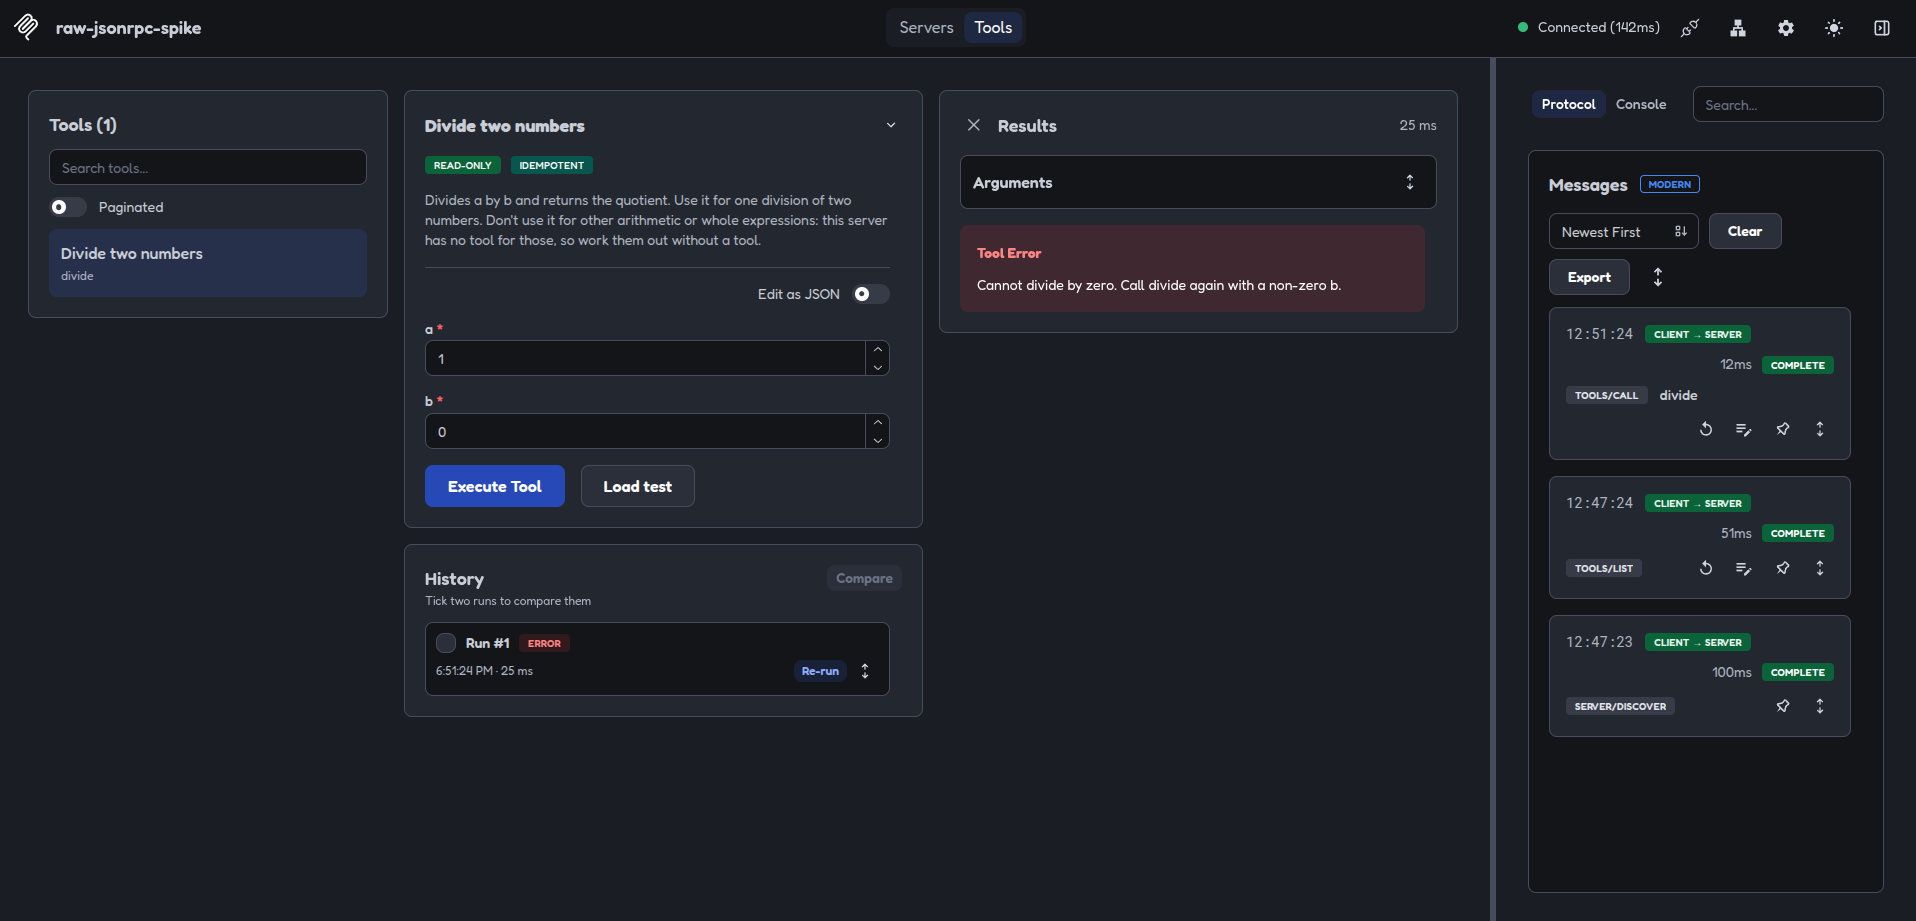 raw-jsonrpc-spike
Servers
Tools
Connected (142ms)
Tools (1)
Search tools...
Paginated
Divide two numbers
divide
Divide two numbers
READ-ONLY
IDEMPOTENT
Divides a by b and returns the quotient. Use it for one division of two
numbers. Don't use it for other arithmetic or whole expressions: this server
has no tool for those, so work them out without a tool.
Edit as JSON
a *
1
b *
0
Execute Tool
Load test
History
Compare
Tick two runs to compare them
Run #1
ERROR
6:51:24 PM · 25 ms
Re-run
Results
25 ms
Arguments
Tool Error
Cannot divide by zero. Call divide again with a non-zero b.
Protocol
Console
Search...
Messages
MODERN
Newest First
Clear
Export
12:51:24
CLIENT → SERVER
12ms
COMPLETE
TOOLS/CALL
divide
12:47:24
CLIENT → SERVER
51ms
COMPLETE
TOOLS/LIST
12:47:23
CLIENT → SERVER
100ms
COMPLETE
SERVER/DISCOVER